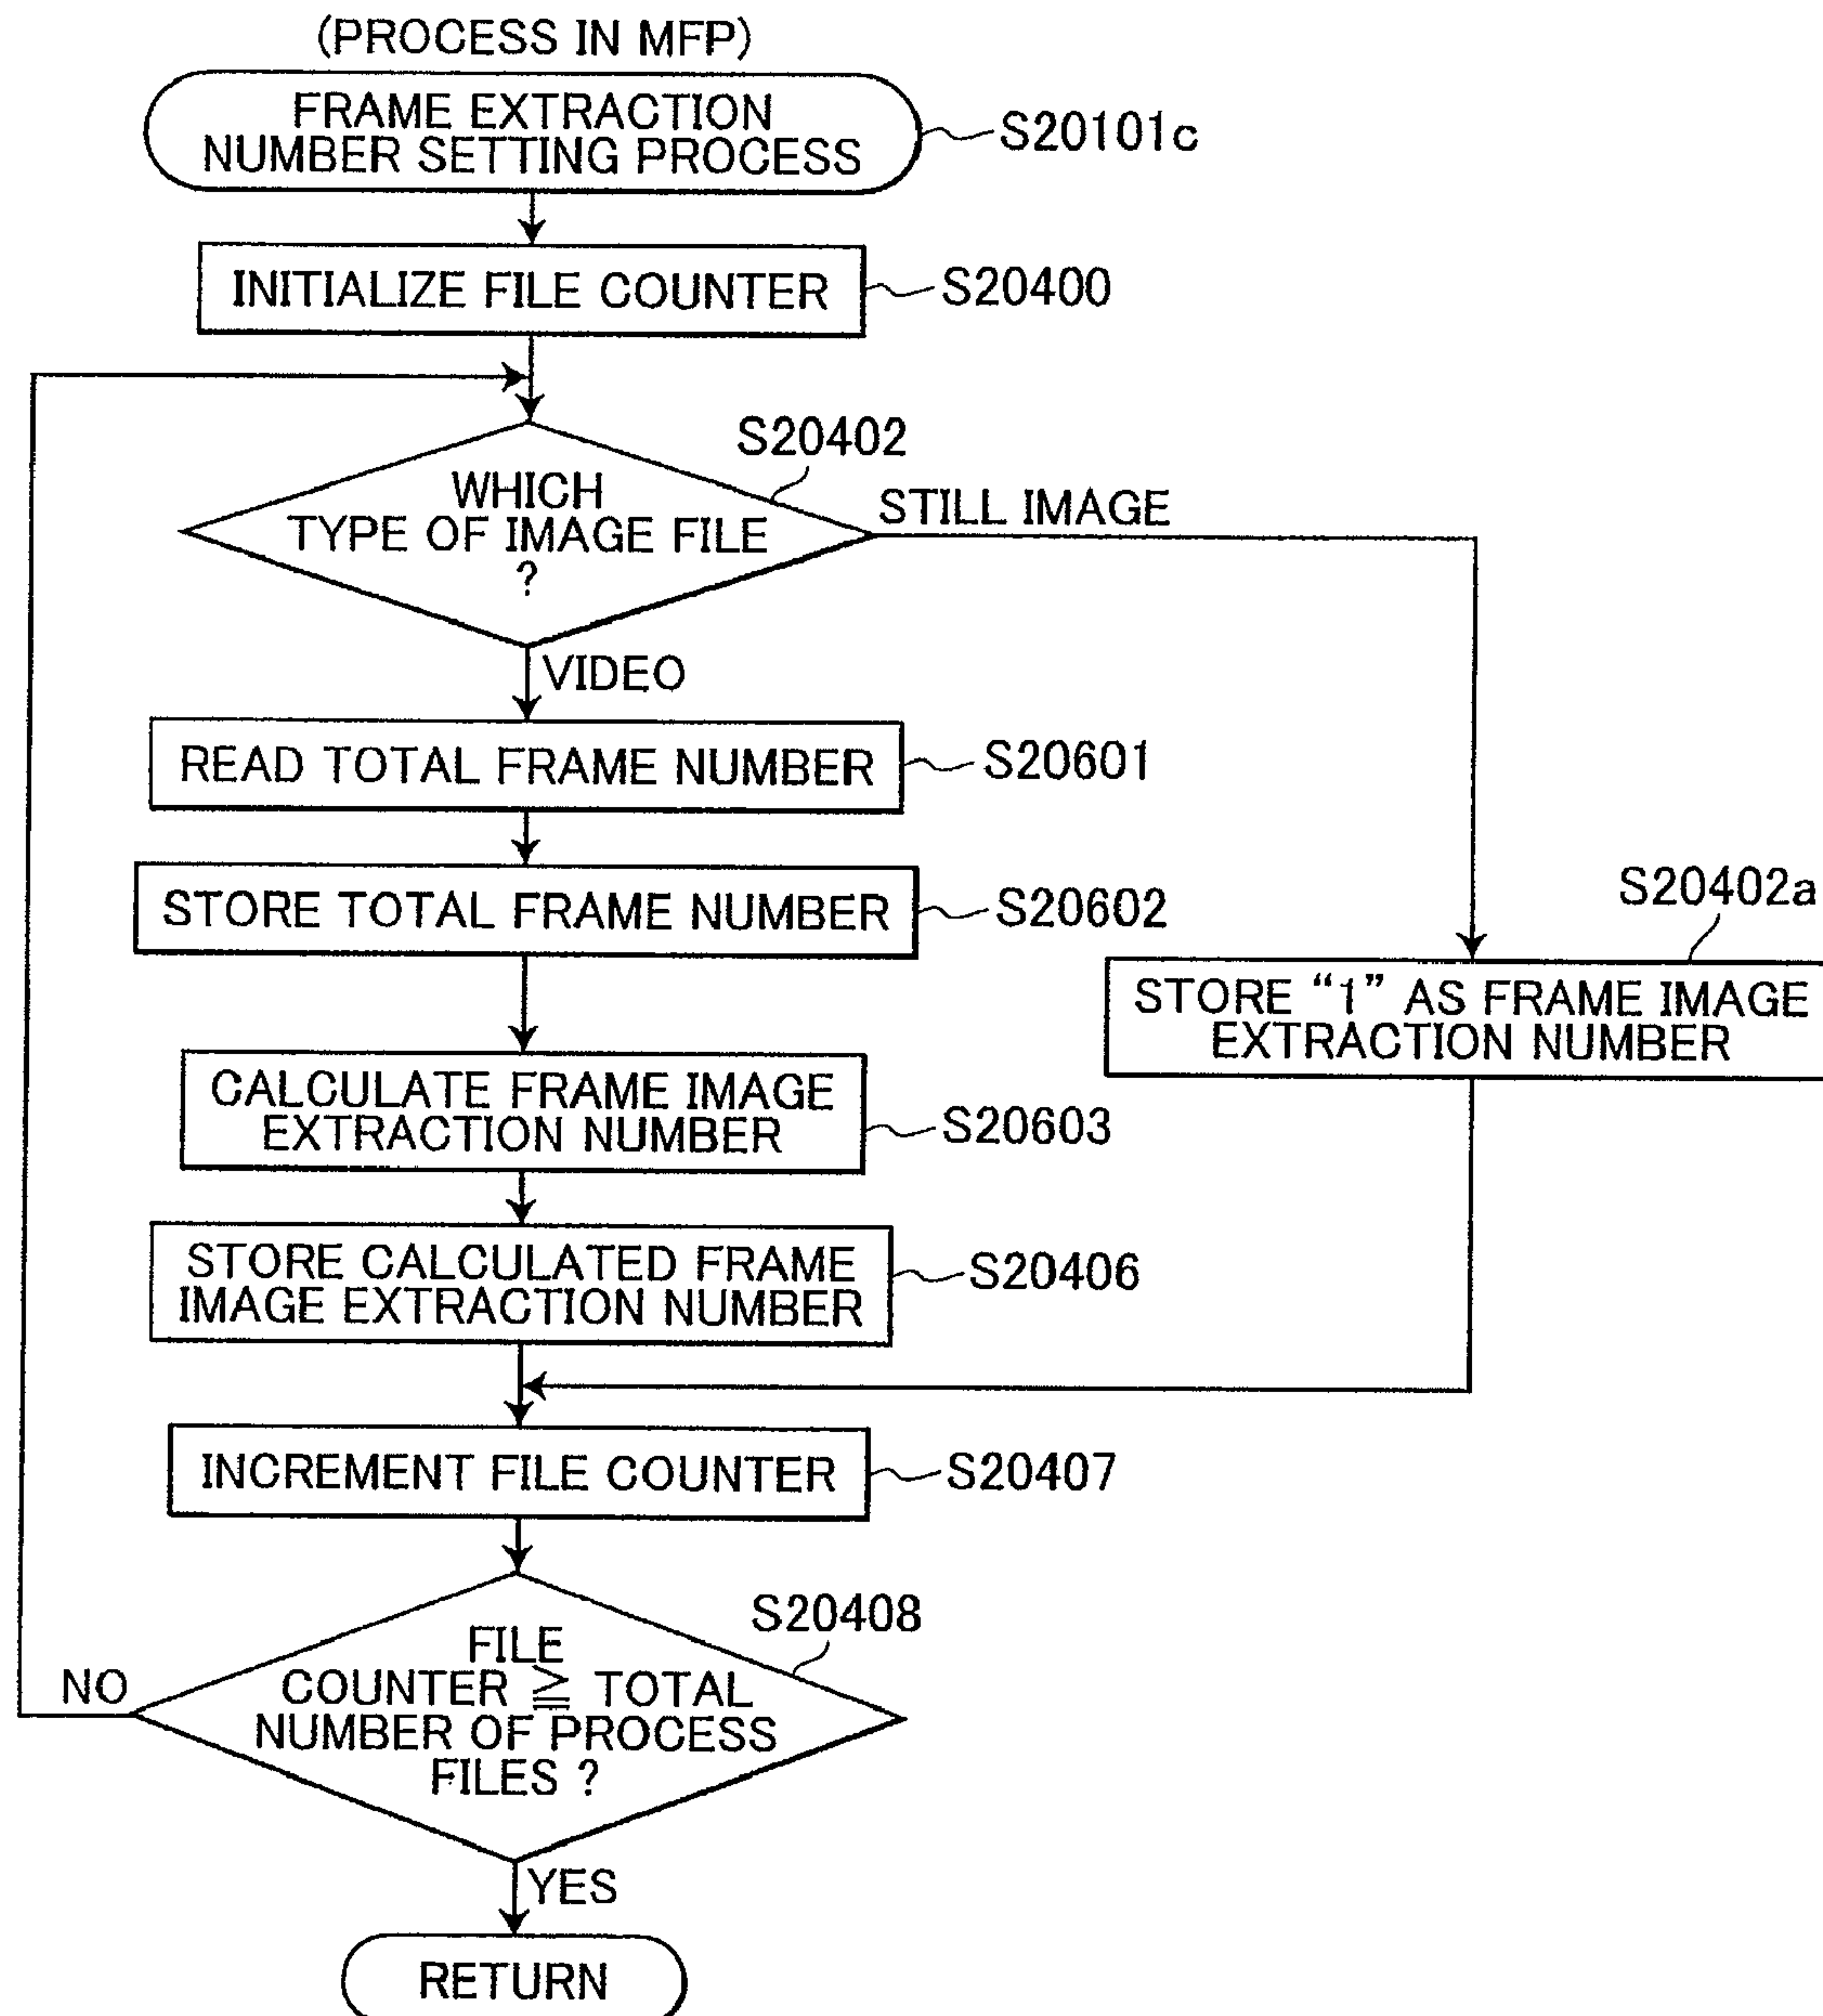 (PROCESS IN MFP)
FRAME EXTRACTION
NUMBER SETTING PROCESS
S20101c
INITIALIZE FILE COUNTER
S20400
S20402
WHICH
TYPE OF IMAGE FILE
?
STILL IMAGE
VIDEO
READ TOTAL FRAME NUMBER
S20601
STORE TOTAL FRAME NUMBER
S20602
S20402a
STORE “1” AS FRAME IMAGE
EXTRACTION NUMBER
CALCULATE FRAME IMAGE
EXTRACTION NUMBER
S20603
STORE CALCULATED FRAME
IMAGE EXTRACTION NUMBER
S20406
INCREMENT FILE COUNTER
S20407
S20408
FILE
COUNTER ≧ TOTAL
NUMBER OF PROCESS
FILES ?
NO
YES
RETURN